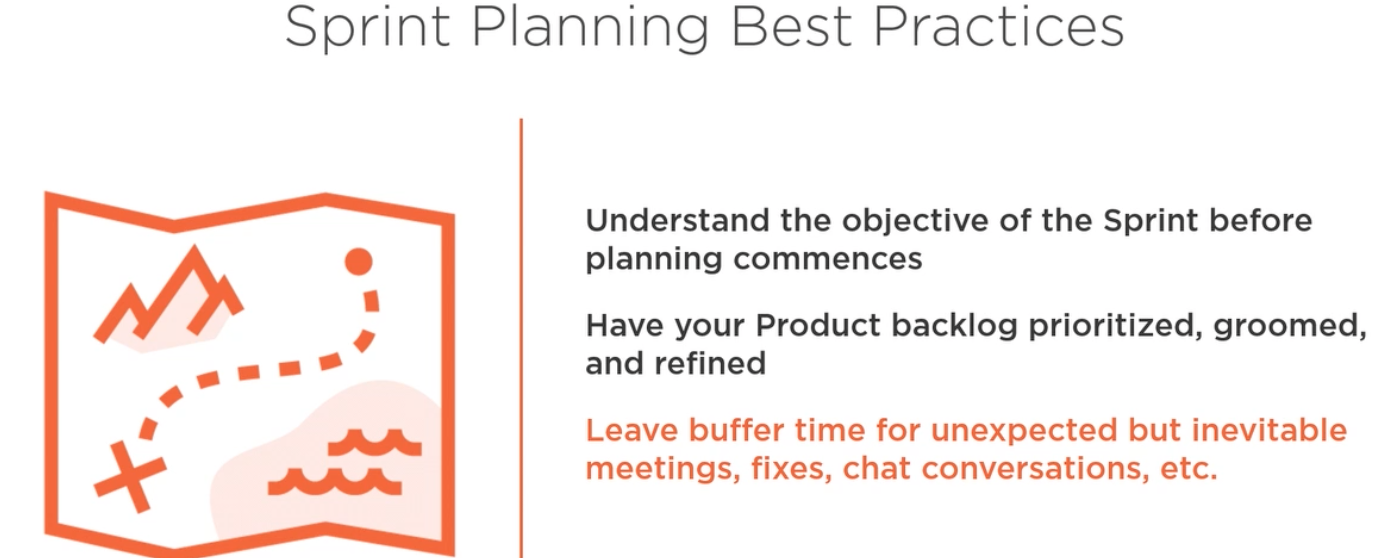 Sprint Planning Best Practices
Understand the objective of the Sprint before
planning commences
Have your Product backlog prioritized, groomed,
and refined
Leave buffer time for unexpected but inevitable
meetings, fixes, chat conversations, etc.